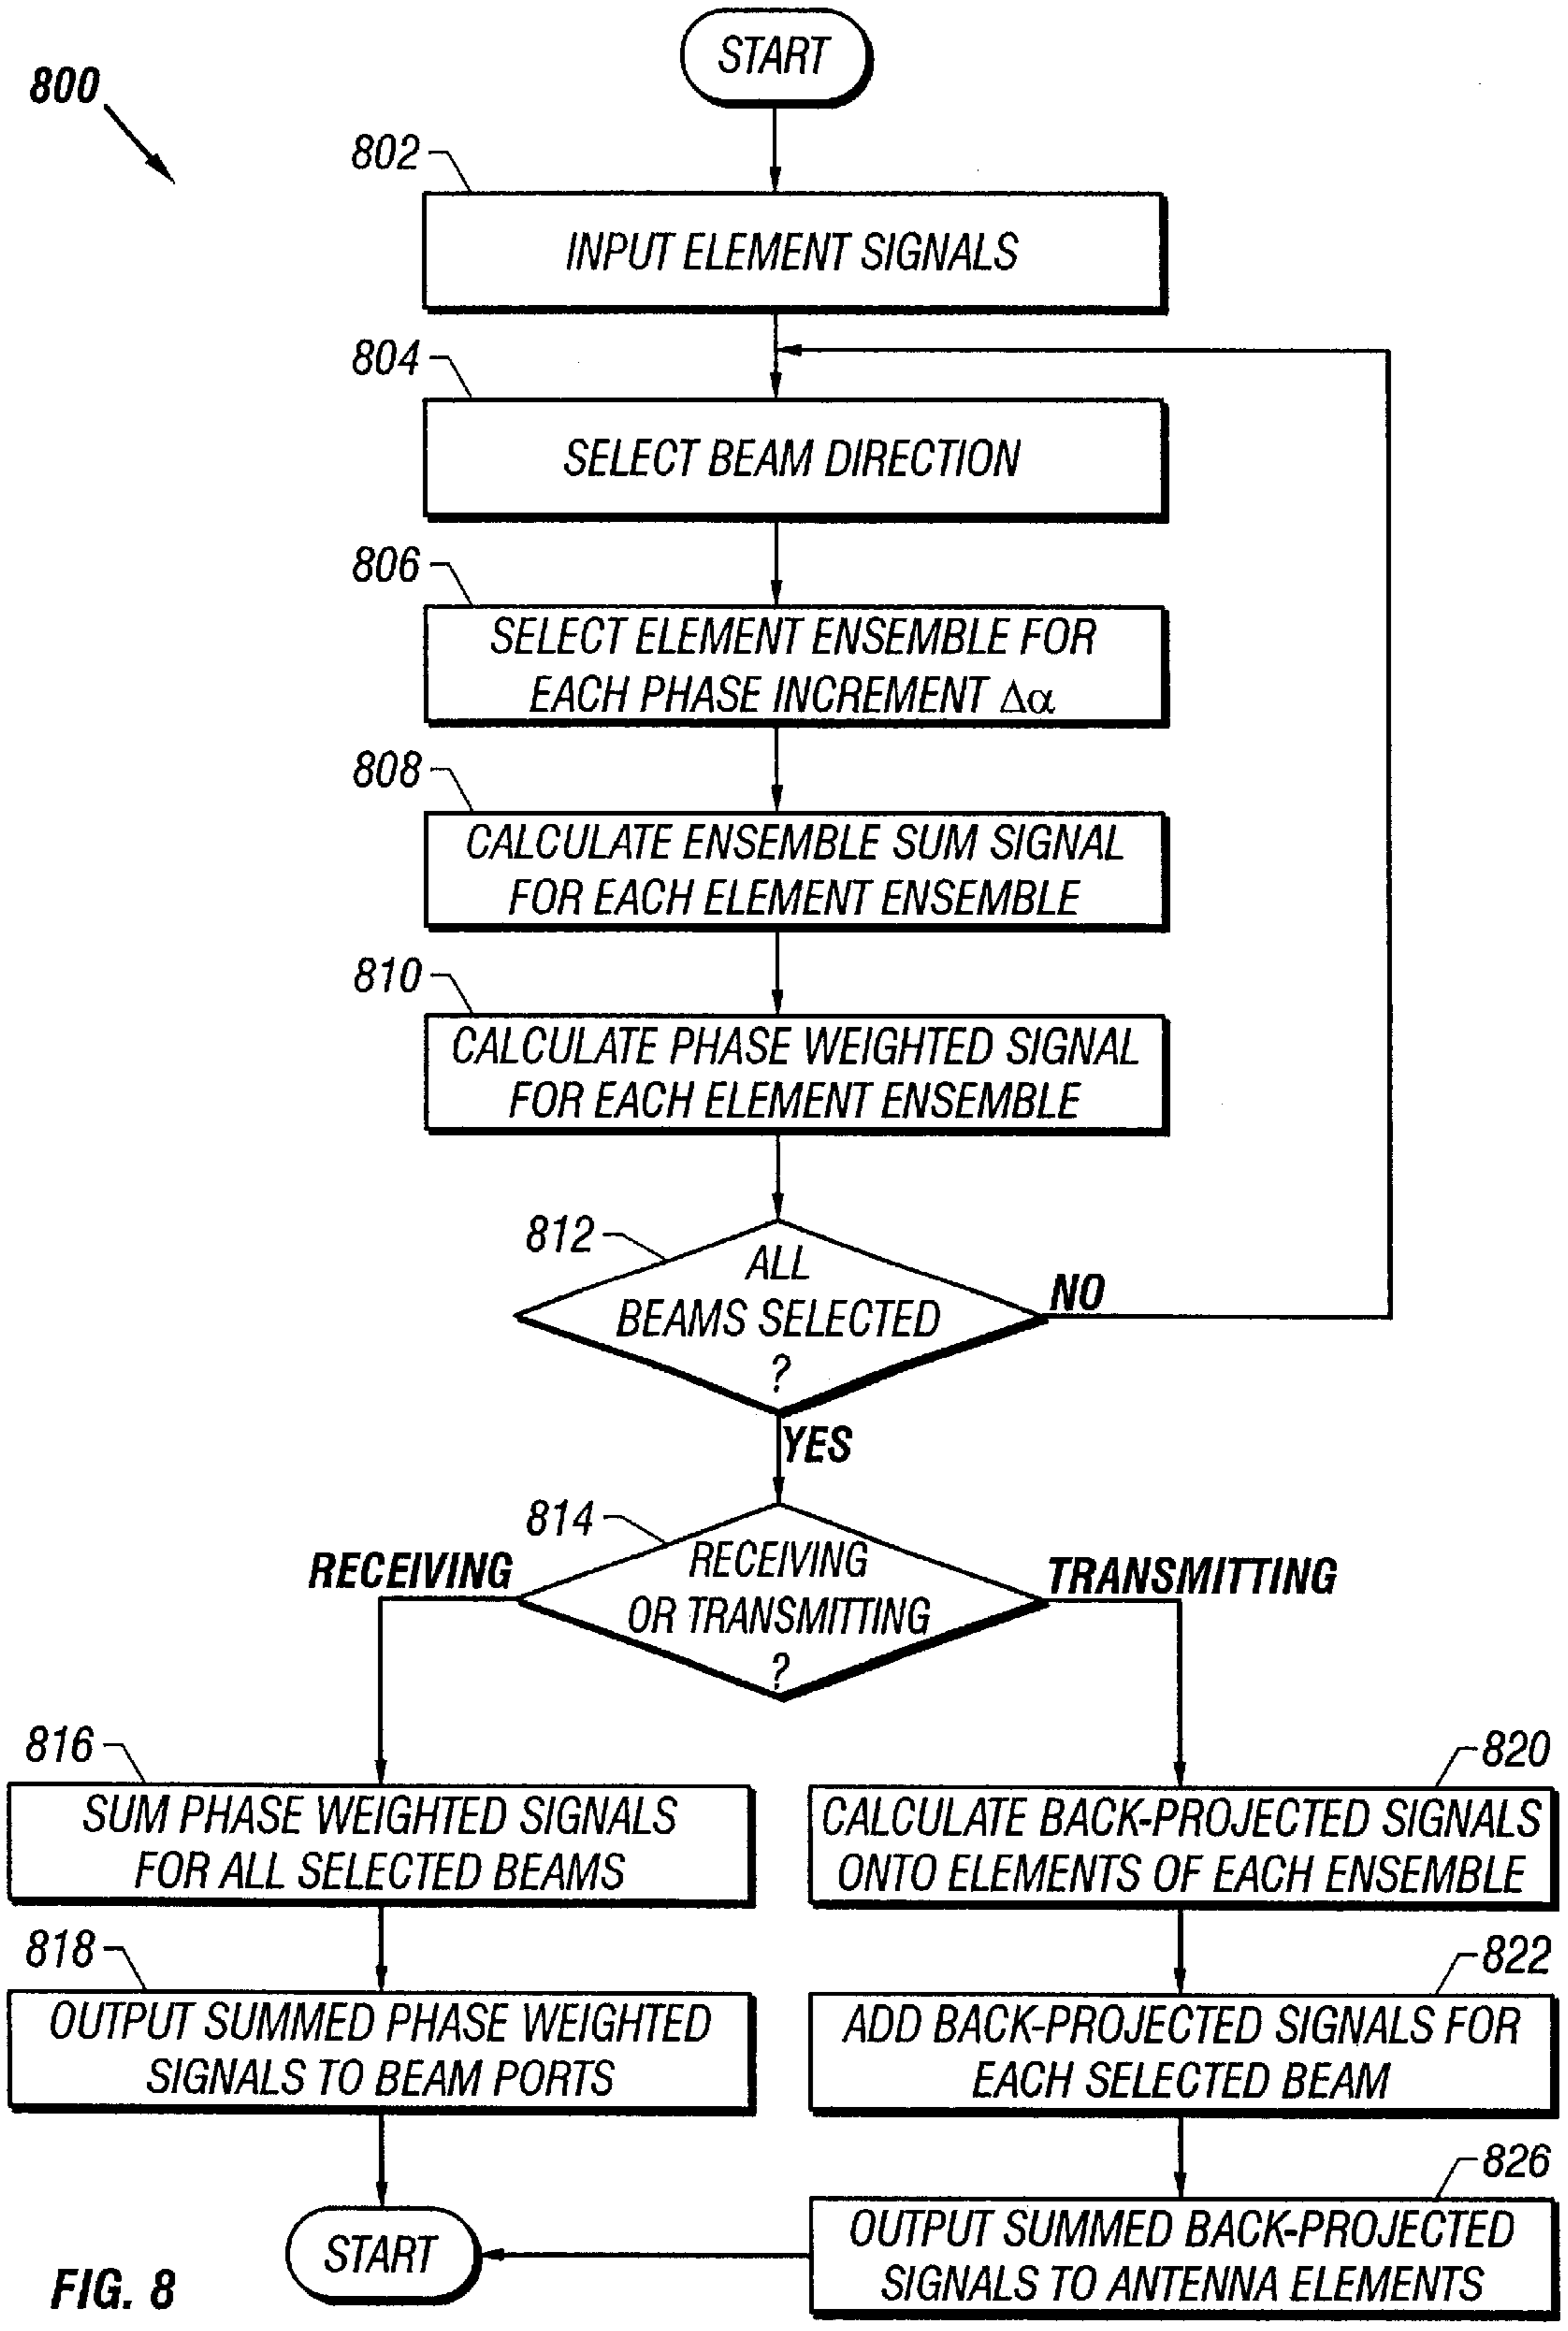 START
800
802
INPUT ELEMENT SIGNALS
804
SELECT BEAM DIRECTION
806
SELECT ELEMENT ENSEMBLE FOR
EACH PHASE INCREMENT Δα
808
CALCULATE ENSEMBLE SUM SIGNAL
FOR EACH ELEMENT ENSEMBLE
810
CALCULATE PHASE WEIGHTED SIGNAL
FOR EACH ELEMENT ENSEMBLE
812
ALL
BEAMS SELECTED
?
NO
YES
814
RECEIVING
OR TRANSMITTING
?
RECEIVING
TRANSMITTING
816
SUM PHASE WEIGHTED SIGNALS
FOR ALL SELECTED BEAMS
818
OUTPUT SUMMED PHASE WEIGHTED
SIGNALS TO BEAM PORTS
820
CALCULATE BACK-PROJECTED SIGNALS
ONTO ELEMENTS OF EACH ENSEMBLE
822
ADD BACK-PROJECTED SIGNALS FOR
EACH SELECTED BEAM
826
OUTPUT SUMMED BACK-PROJECTED
SIGNALS TO ANTENNA ELEMENTS
START
FIG. 8